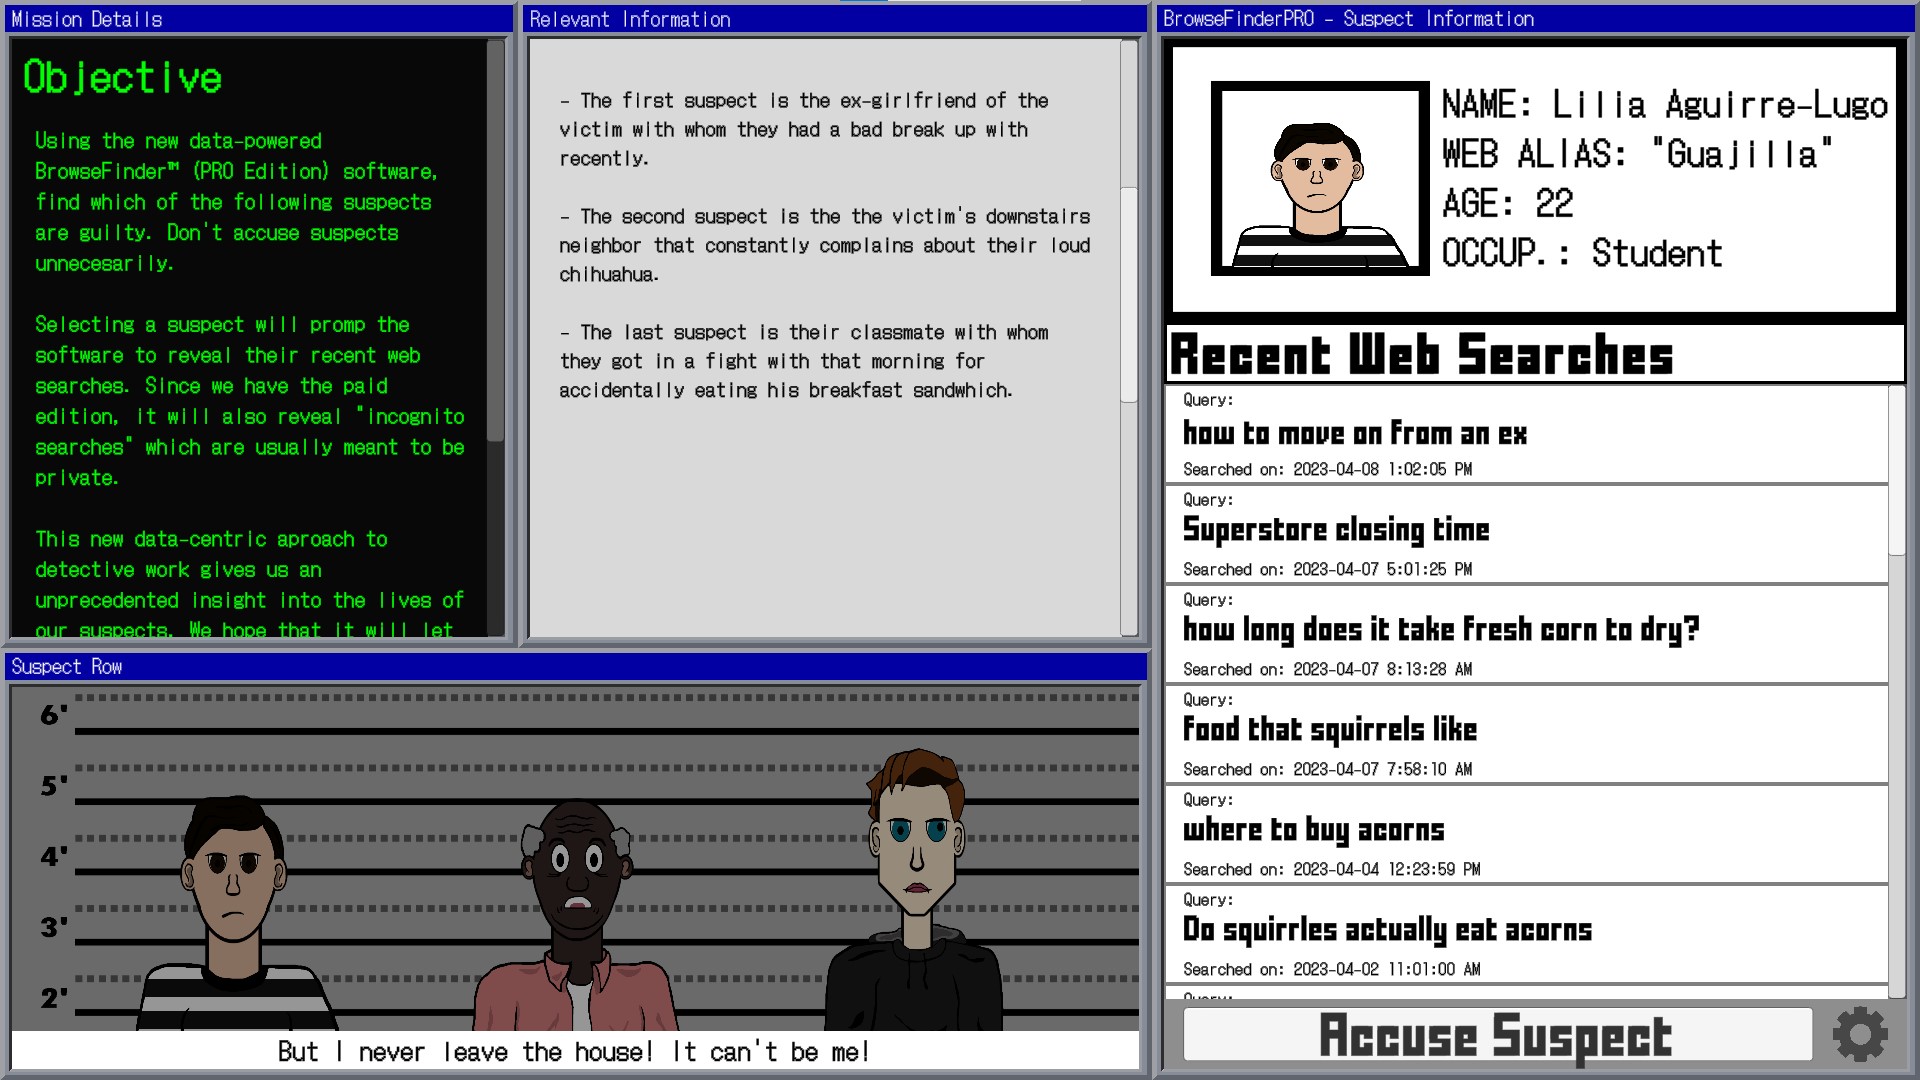 Mission Details
Objective
Using the new data-powered
BrowseFinder™ (PRO Edition) software,
find which of the following suspects
are guilty. Don't accuse suspects
unnecesarily.
Selecting a suspect will promp the
software to reveal their recent web
searches. Since we have the paid
edition, it will also reveal "incognito
searches" which are usually meant to be
private.
This new data-centric aproach to
detective work gives us an
unprecedented insight into the lives of
our suspects. We hope that it will let
Relevant Information
- The first suspect is the ex-girlfriend of the
victim with whom they had a bad break up with
recently.
- The second suspect is the the victim's downstairs
neighbor that constantly complains about their loud
chihuahua.
- The last suspect is their classmate with whom
they got in a fight with that morning for
accidentally eating his breakfast sandwhich.
Suspect Row
6'
5'
4'
3'
2'
But I never leave the house! It can't be me!
BrowseFinderPRO - Suspect Information
NAME: Lilia Aguirre-Lugo
WEB ALIAS: "Guajilla"
AGE: 22
OCCUP.: Student
Recent Web Searches
Query:
how to move on from an ex
Searched on: 2023-04-08 1:02:05 PM
Query:
Superstore closing time
Searched on: 2023-04-07 5:01:25 PM
Query:
how long does it take fresh corn to dry?
Searched on: 2023-04-07 8:13:28 AM
Query:
food that squirrels like
Searched on: 2023-04-07 7:58:10 AM
Query:
where to buy acorns
Searched on: 2023-04-04 12:23:59 PM
Query:
Do squirrles actually eat acorns
Searched on: 2023-04-02 11:01:00 AM
Query:
Accuse Suspect